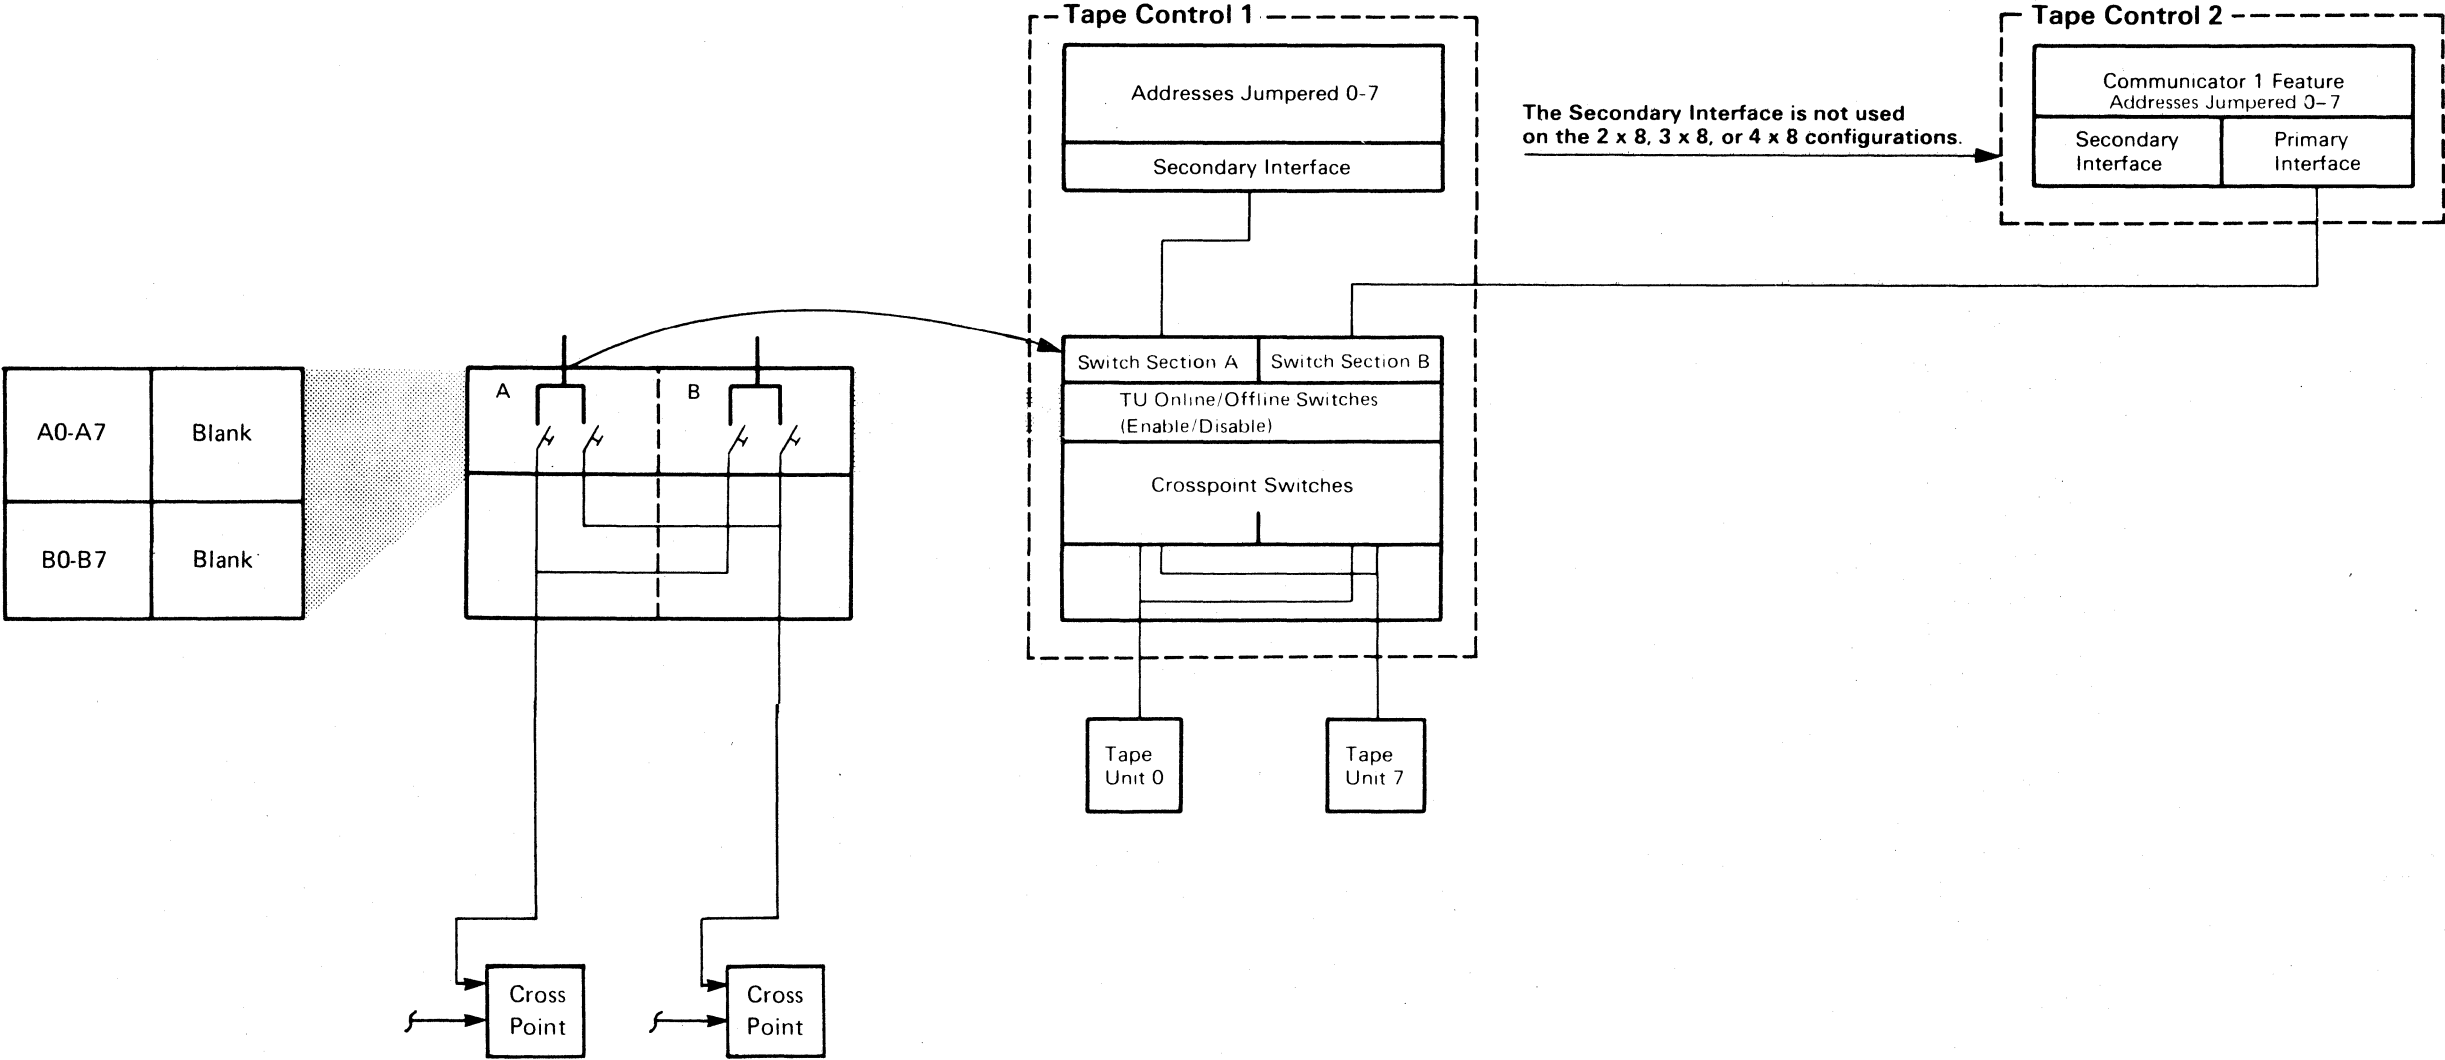 Tape Control 1
Tape Control 2
Addresses Jumpered 0-7
Secondary Interface
The Secondary Interface is not used
on the 2 x 8, 3 x 8, or 4 x 8 configurations.
Communicator 1 Feature
Addresses Jumpered 0-7
Secondary
Interface
Primary
Interface
Switch Section A
Switch Section B
TU Online/Offline Switches
(Enable/Disable)
Crosspoint Switches
A0-A7
Blank
B0-B7
Blank
A
B
Tape
Unit 0
Tape
Unit 7
Cross
Point
Cross
Point